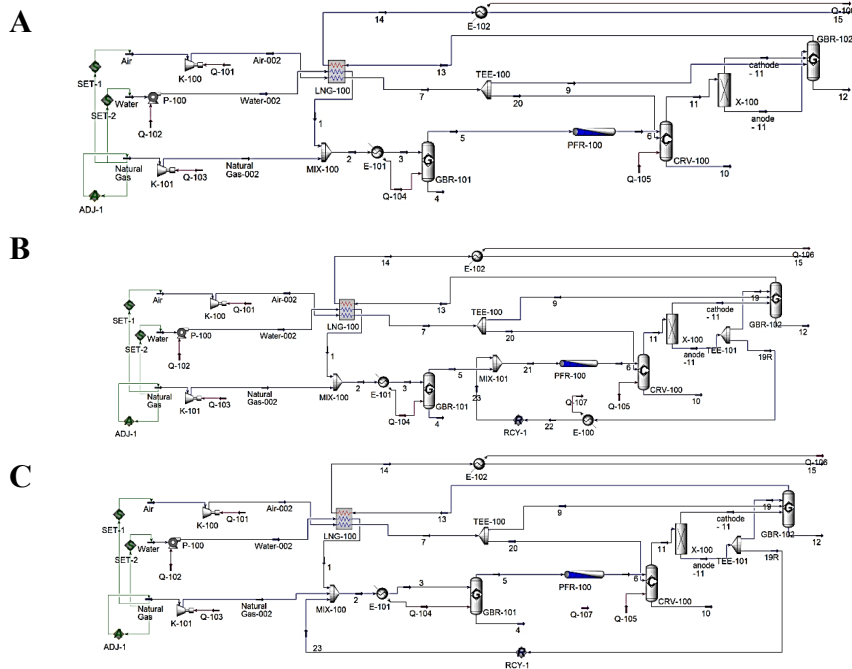 A
14
E-102
Q-106
15
GBR-102
Air
K-100
Q-101
Air-002
13
cathode
- 11
SET-1
LNG-100
TEE-100
9
Water
P-100
Water-002
7
20
11
X-100
12
SET-2
Q-102
1
anode
- 11
6
5
PFR-100
Natural
Gas
K-101
Q-103
Natural
Gas-002
MIX-100
2
E-101
3
GBR-101
CRV-100
10
Q-105
Q-104
4
ADJ-1
B
14
E-102
Q-106
15
Air
K-100
Q-101
Air-002
13
19
cathode
- 11
GBR-102
SET-1
LNG-100
TEE-100
9
Water
P-100
Water-002
7
20
11
X-100
12
SET-2
Q-102
1
anode
-11
TEE-101
19R
5
MIX-101
21
PFR-100
6
Natural
Gas
K-101
Q-103
Natural
Gas-002
MIX-100
2
E-101
3
GBR-101
23
Q-107
Q-105
CRV-100
10
Q-104
4
ADJ-1
RCY-1
22
E-100
C
14
E-102
Q-106
15
Air
K-100
Q-101
Air-002
13
19
cathode
- 11
GBR-102
SET-1
LNG-100
TEE-100
9
Water
P-100
Water-002
7
20
11
X-100
12
SET-2
Q-102
1
anode
-11
TEE-101
19R
5
PFR-100
6
Natural
Gas
K-101
Q-103
Natural
Gas-002
MIX-100
2
E-101
3
Q-104
GBR-101
Q-107
Q-105
CRV-100
10
4
ADJ-1
23
RCY-1